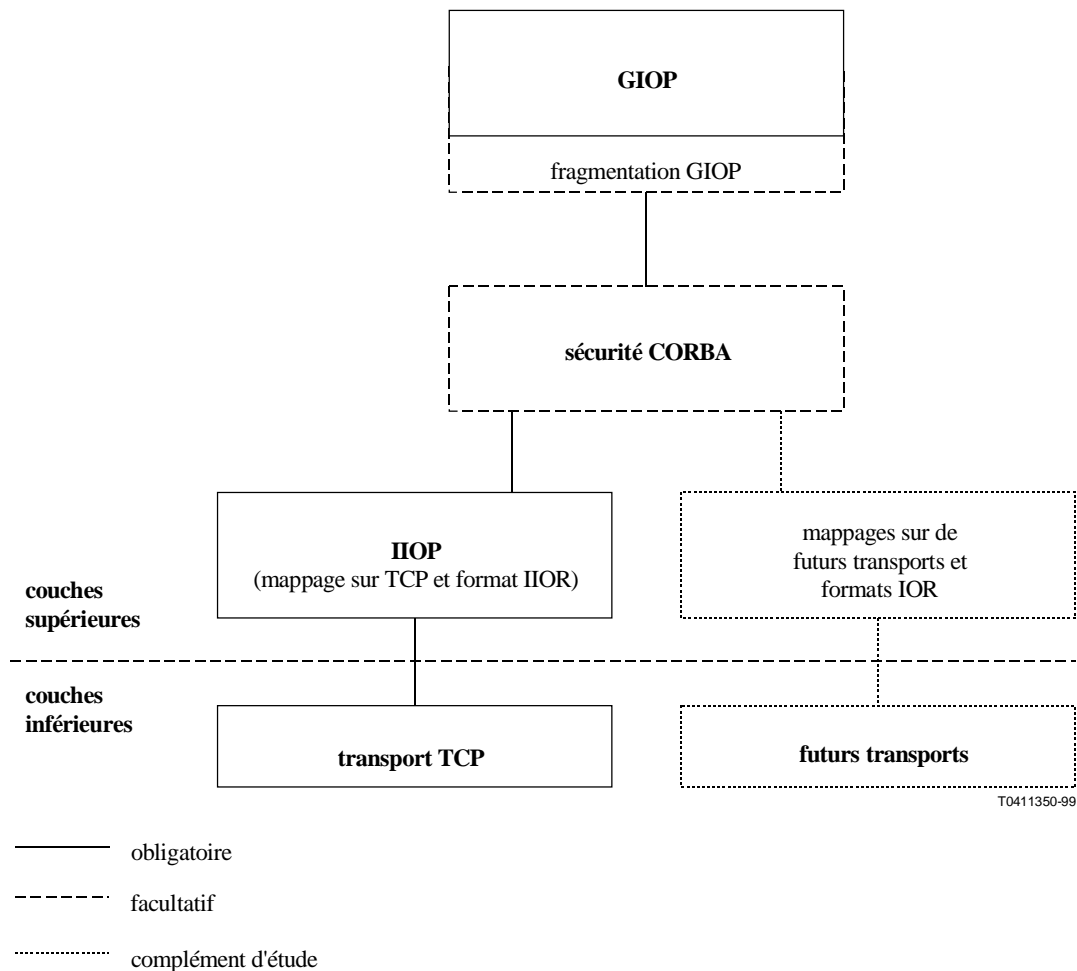 GIOP
fragmentation GIOP
sécurité CORBA
IIOP
(mappage sur TCP et format IIOR)
mappages sur de
futurs transports et
formats IOR
couches
supérieures
couches
inférieures
transport TCP
futurs transports
T0411350-99
obligatoire
facultatif
complément d'étude